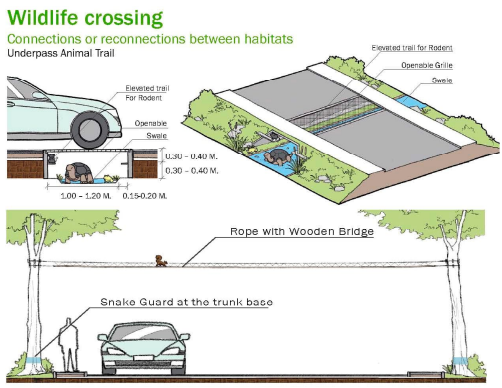 Wildlife crossing
Connections or reconnections between habitats
Underpass Animal Trail
Elevated trail
For Rodent
Openable
Swale
0.30 – 0.40 M.
0.30 – 0.40 M.
1.00 – 1.20 M.
0.15-0.20 M.
Elevated trail for Rodent
Openable Grille
Swale
Rope with Wooden Bridge
Snake Guard at the trunk base